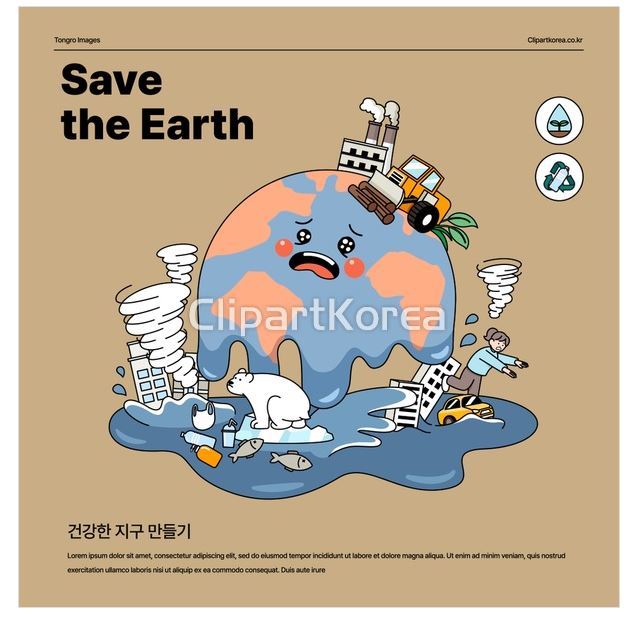 Tongro Images
Clipartkorea.co.kr
Save
the Earth
ClipartKorea
건강한 지구 만들기
Lorem ipsum dolor sit amet, consectetur adipiscing elit, sed do eiusmod tempor incididunt ut labore et dolore magna aliqua. Ut enim ad minim veniam, quis nostrud
exercitation ullamco laboris nisi ut aliquip ex ea commodo consequat. Duis aute irure